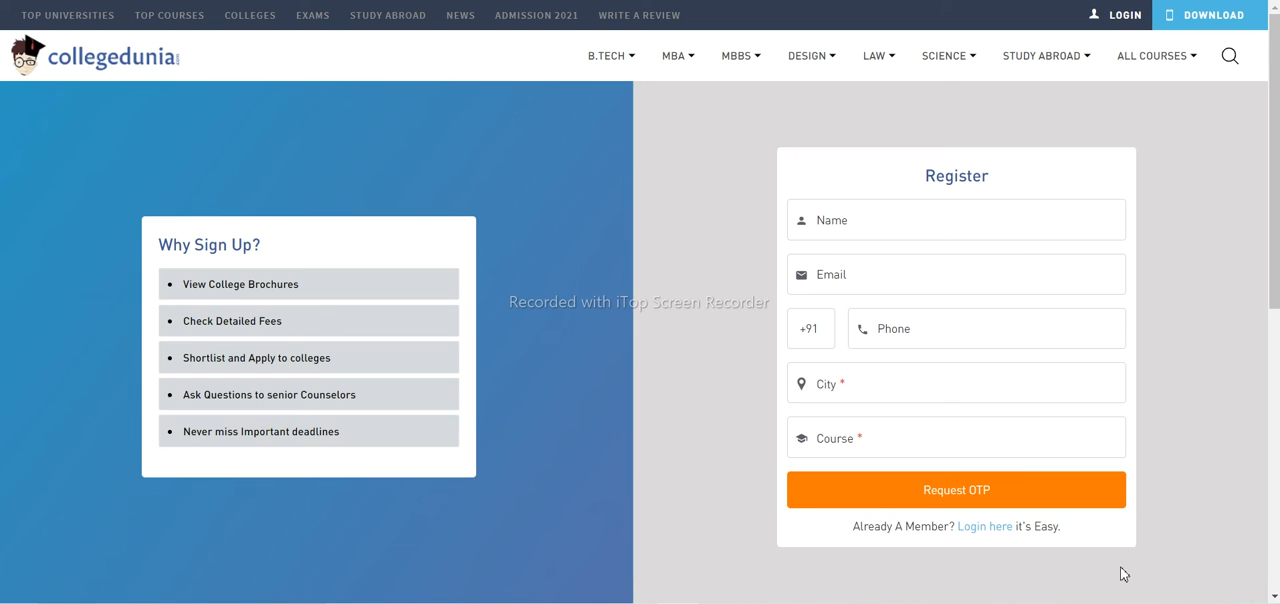 TOP UNIVERSITIES TOP COURSES COLLEGES EXAMS STUDY ABROAD NEWS ADMISSION 2021 WRITE A REVIEW LOGIN DOWNLOAD
collegedunia.com B.TECH MBA MBBS DESIGN LAW SCIENCE STUDY ABROAD ALL COURSES
Why Sign Up?
• View College Brochures
• Check Detailed Fees
• Shortlist and Apply to colleges
• Ask Questions to senior Counselors
• Never miss Important deadlines
Recorded with iTop Screen Recorder
Register
Name
Email
+91 Phone
City *
Course *
Request OTP
Already A Member? Login here it's Easy.